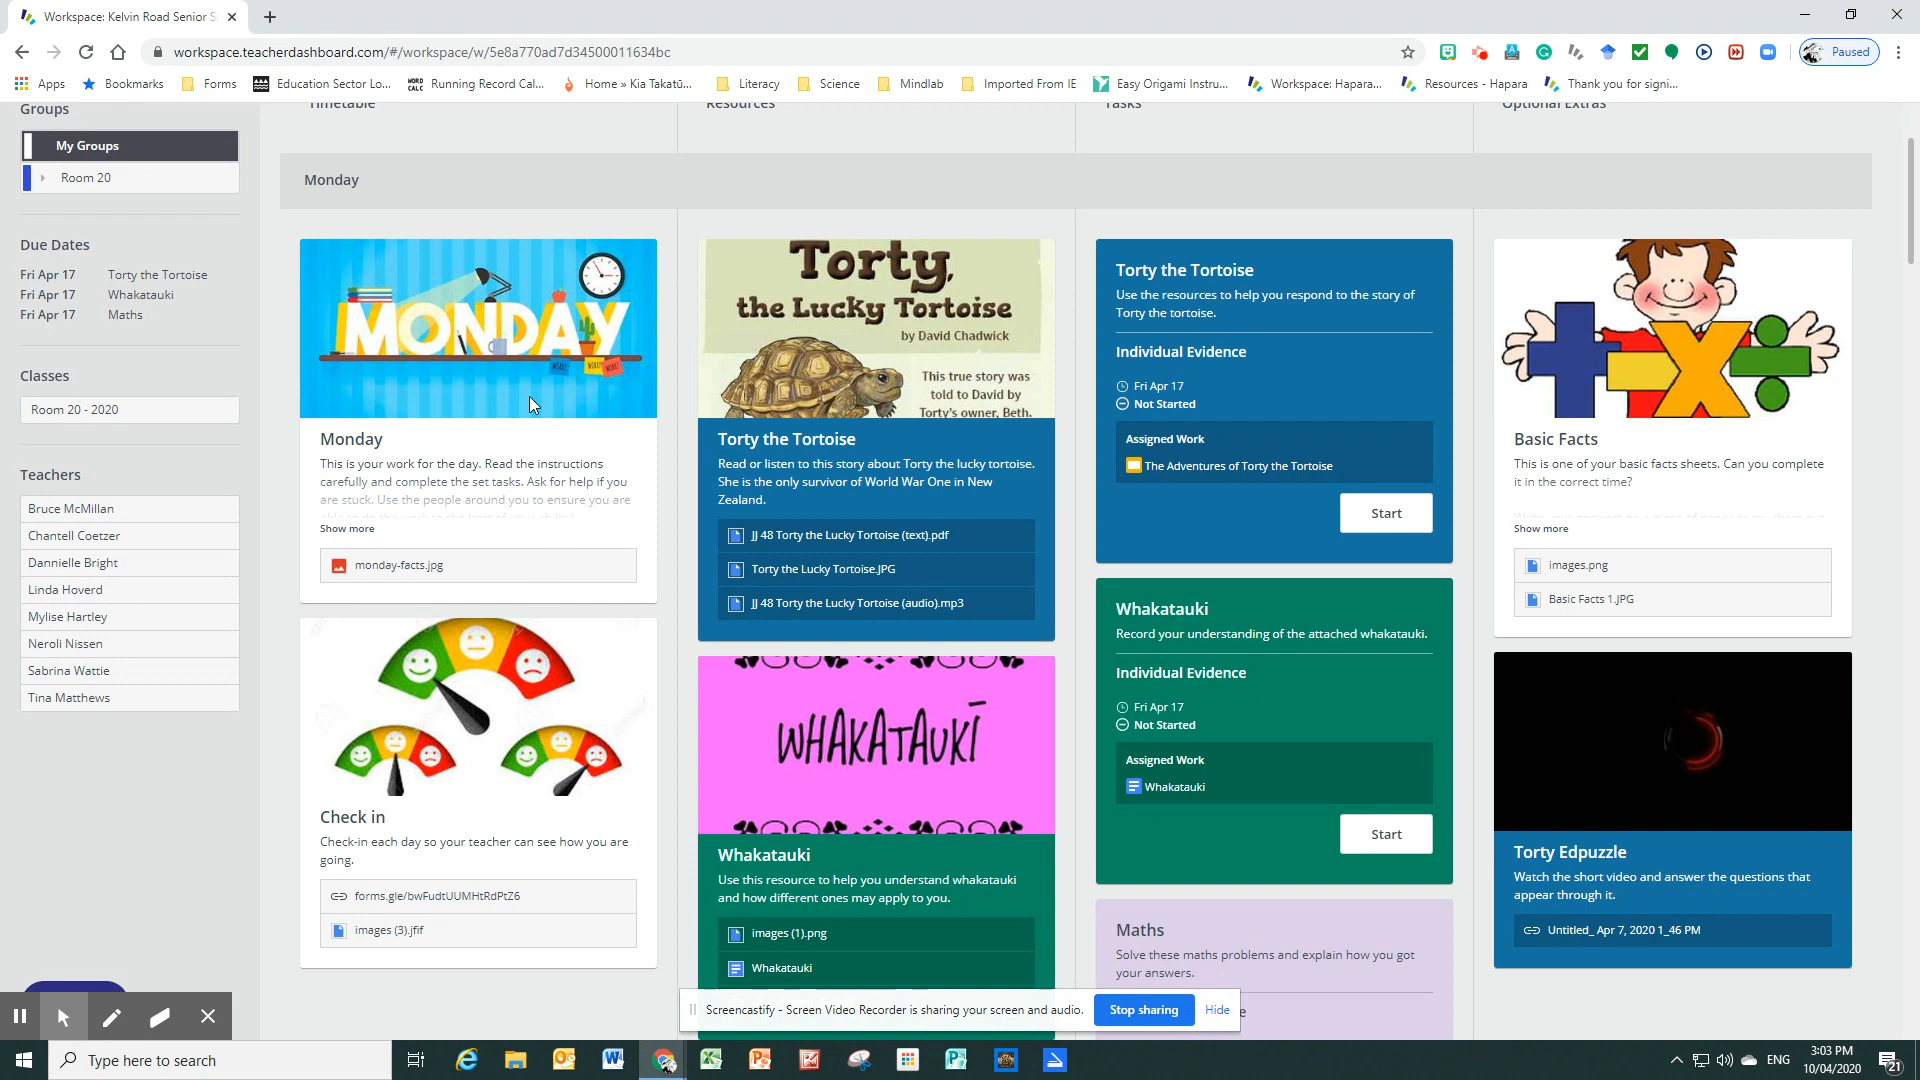 Workspace: Kelvin Road Senior S
workspace.teacherdashboard.com/#/workspace/w/5e8a770ad7d34500011634bc
Paused
Apps
Bookmarks
Forms
Education Sector Lo...
WORD CALC
Running Record Cal...
Home » Kia Takatū...
Literacy
Science
Mindlab
Imported From IE
Easy Origami Instru...
Workspace: Hapara...
Resources - Hapara
Thank you for signi...
Groups
My Groups
Room 20
Due Dates
Fri Apr 17 Torty the Tortoise
Fri Apr 17 Whakatauki
Fri Apr 17 Maths
Classes
Room 20 - 2020
Teachers
Bruce McMillan
Chantell Coetzer
Dannielle Bright
Linda Hoverd
Mylise Hartley
Neroli Nissen
Sabrina Wattie
Tina Matthews
Timetable
Resources
Tasks
Optional Extras
Monday
MONDAY
Monday
This is your work for the day. Read the instructions
carefully and complete the set tasks. Ask for help if you
are stuck. Use the people around you to ensure you are
Show more
monday-facts.jpg
Check in
Check-in each day so your teacher can see how you are
going.
forms.gle/bwFudtUUMHtRdPtZ6
images (3).jfif
Torty,
the Lucky Tortoise
by David Chadwick
This true story was
told to David by
Torty's owner, Beth.
Torty the Tortoise
Read or listen to this story about Torty the lucky tortoise.
She is the only survivor of World War One in New
Zealand.
JJ 48 Torty the Lucky Tortoise (text).pdf
Torty the Lucky Tortoise.JPG
JJ 48 Torty the Lucky Tortoise (audio).mp3
WHAKATAUKĪ
Whakatauki
Use this resource to help you understand whakatauki
and how different ones may apply to you.
images (1).png
Whakatauki
Torty the Tortoise
Use the resources to help you respond to the story of
Torty the tortoise.
Individual Evidence
Fri Apr 17
Not Started
Assigned Work
The Adventures of Torty the Tortoise
Start
Whakatauki
Record your understanding of the attached whakatauki.
Individual Evidence
Fri Apr 17
Not Started
Assigned Work
Whakatauki
Start
Maths
Solve these maths problems and explain how you got
your answers.
Basic Facts
This is one of your basic facts sheets. Can you complete
it in the correct time?
Show more
images.png
Basic Facts 1.JPG
Torty Edpuzzle
Watch the short video and answer the questions that
appear through it.
Untitled_ Apr 7, 2020 1_46 PM
Screencastify - Screen Video Recorder is sharing your screen and audio.
Stop sharing
Hide
Type here to search
ENG
3:03 PM
10/04/2020
21